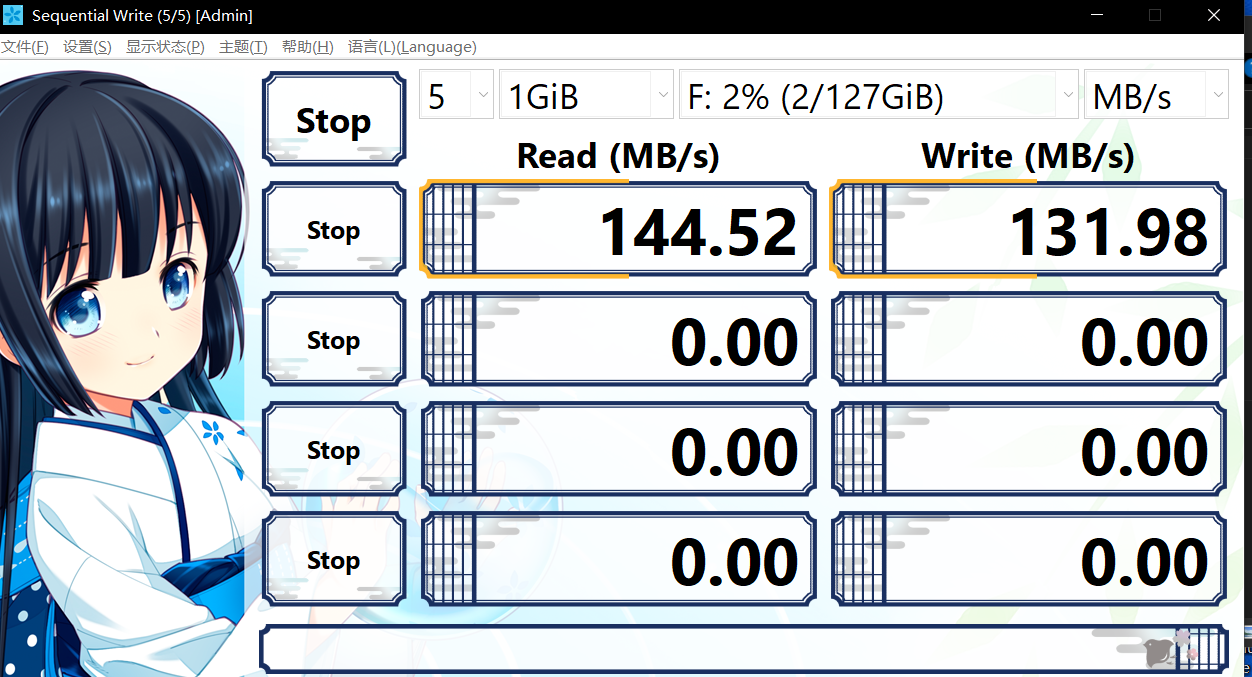 Sequential Write (5/5) [Admin]
文件(F) 设置(S) 显示状态(P) 主题(T) 帮助(H) 语言(L)(Language)
Stop 5 1GiB F: 2% (2/127GiB) MB/s
Read (MB/s) Write (MB/s)
Stop 144.52 131.98
Stop 0.00 0.00
Stop 0.00 0.00
Stop 0.00 0.00